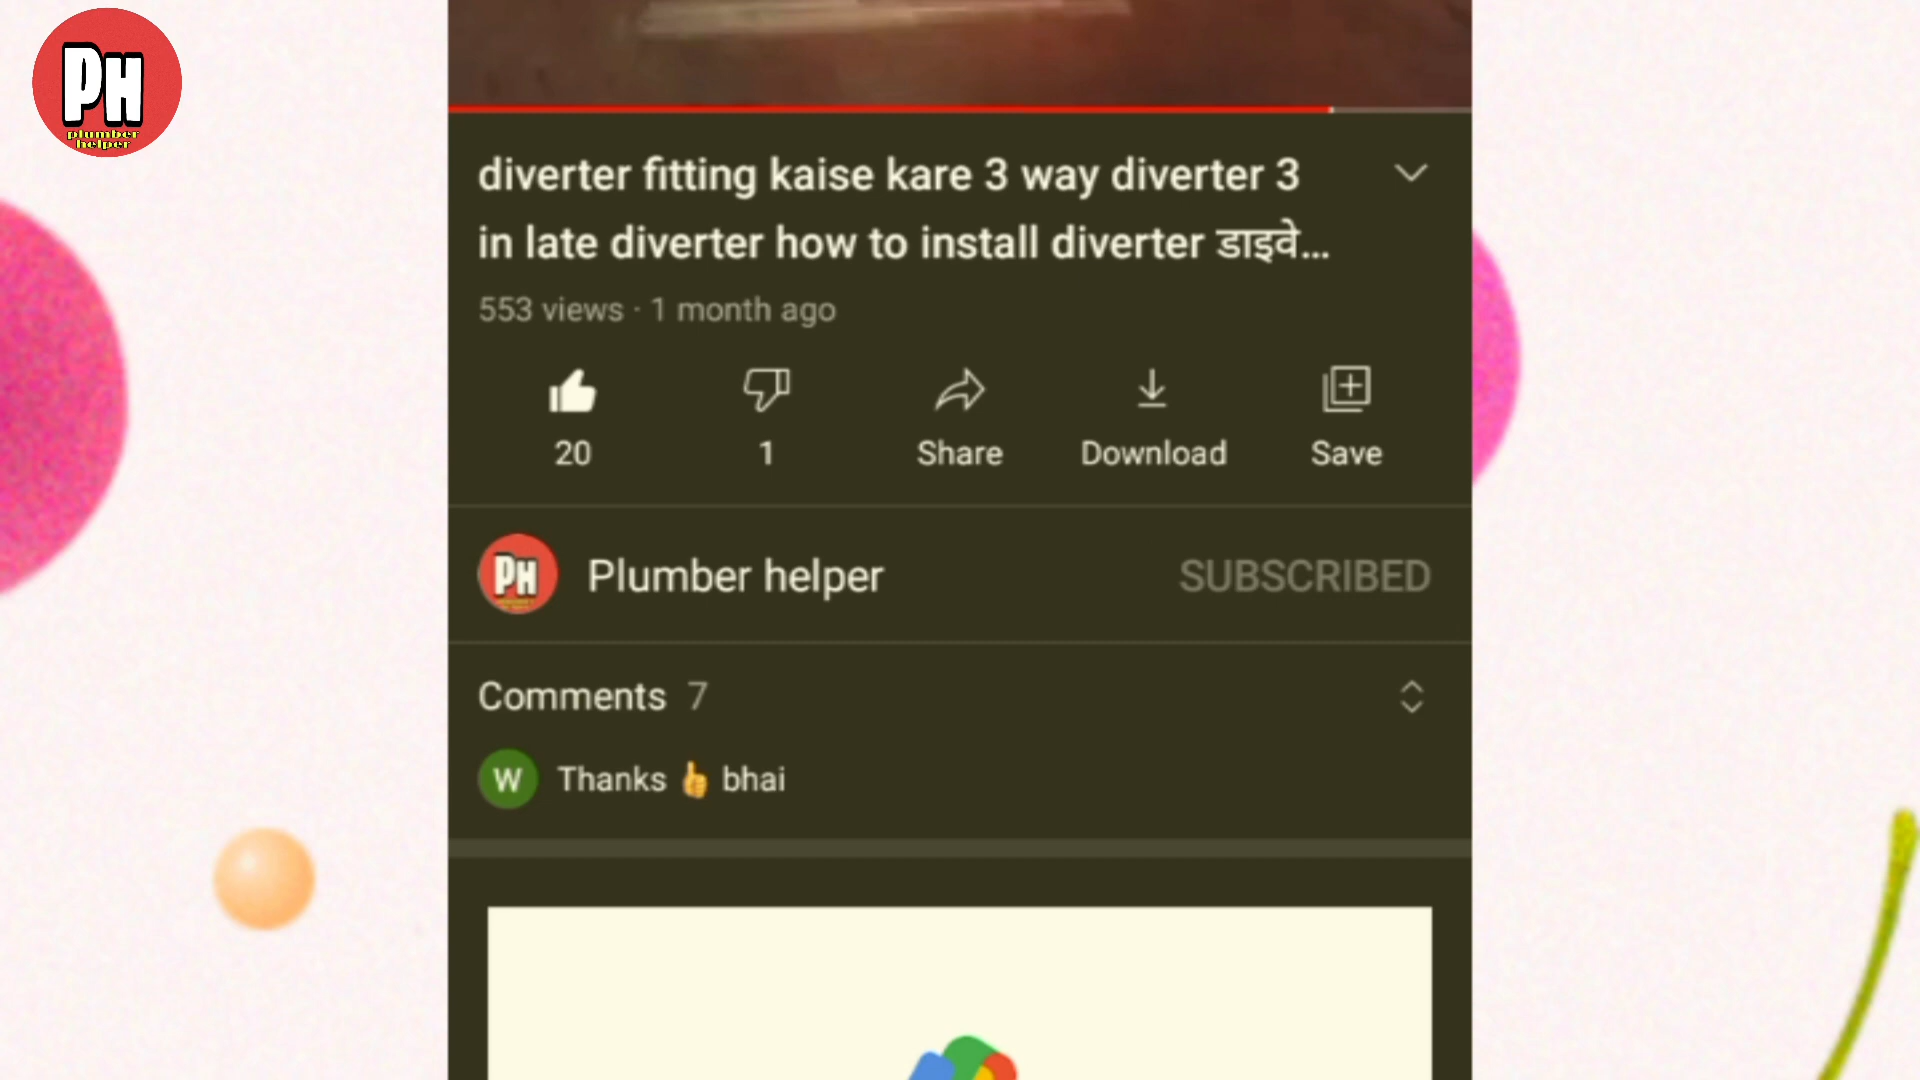 PH
plumber
helper
diverter fitting kaise kare 3 way diverter 3
in late diverter how to install diverter डाइवे...
553 views · 1 month ago
20
1
Share
Download
Save
PH
Plumber helper
SUBSCRIBED
Comments 7
W
Thanks 👍 bhai